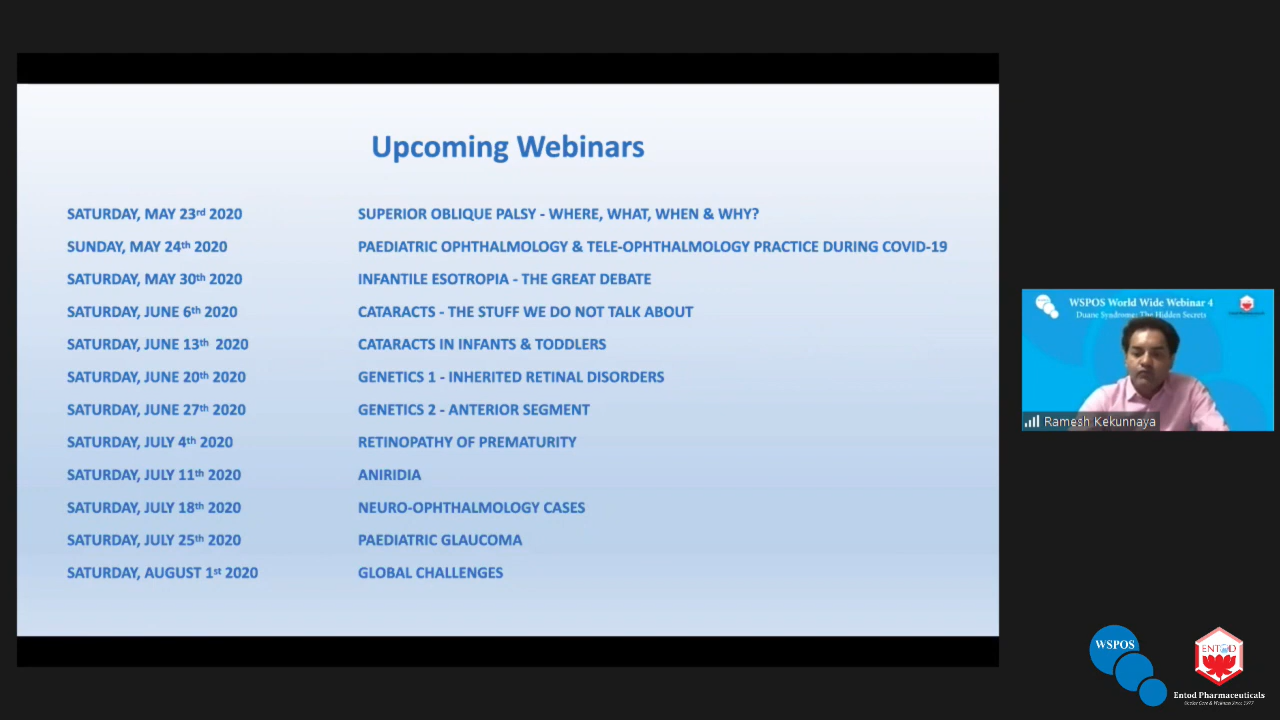 Upcoming Webinars
SATURDAY, MAY 23rd 2020 SUPERIOR OBLIQUE PALSY - WHERE, WHAT, WHEN & WHY?
SUNDAY, MAY 24th 2020 PAEDIATRIC OPHTHALMOLOGY & TELE-OPHTHALMOLOGY PRACTICE DURING COVID-19
SATURDAY, MAY 30th 2020 INFANTILE ESOTROPIA - THE GREAT DEBATE
SATURDAY, JUNE 6th 2020 CATARACTS - THE STUFF WE DO NOT TALK ABOUT
SATURDAY, JUNE 13th 2020 CATARACTS IN INFANTS & TODDLERS
SATURDAY, JUNE 20th 2020 GENETICS 1 - INHERITED RETINAL DISORDERS
SATURDAY, JUNE 27th 2020 GENETICS 2 - ANTERIOR SEGMENT
SATURDAY, JULY 4th 2020 RETINOPATHY OF PREMATURITY
SATURDAY, JULY 11th 2020 ANIRIDIA
SATURDAY, JULY 18th 2020 NEURO-OPHTHALMOLOGY CASES
SATURDAY, JULY 25th 2020 PAEDIATRIC GLAUCOMA
SATURDAY, AUGUST 1st 2020 GLOBAL CHALLENGES
WSPOS World Wide Webinar 4
Duane Syndrome: The Hidden Secrets
Ramesh Kekunnaya
WSPOS
ENTOD
Entod Pharmaceuticals